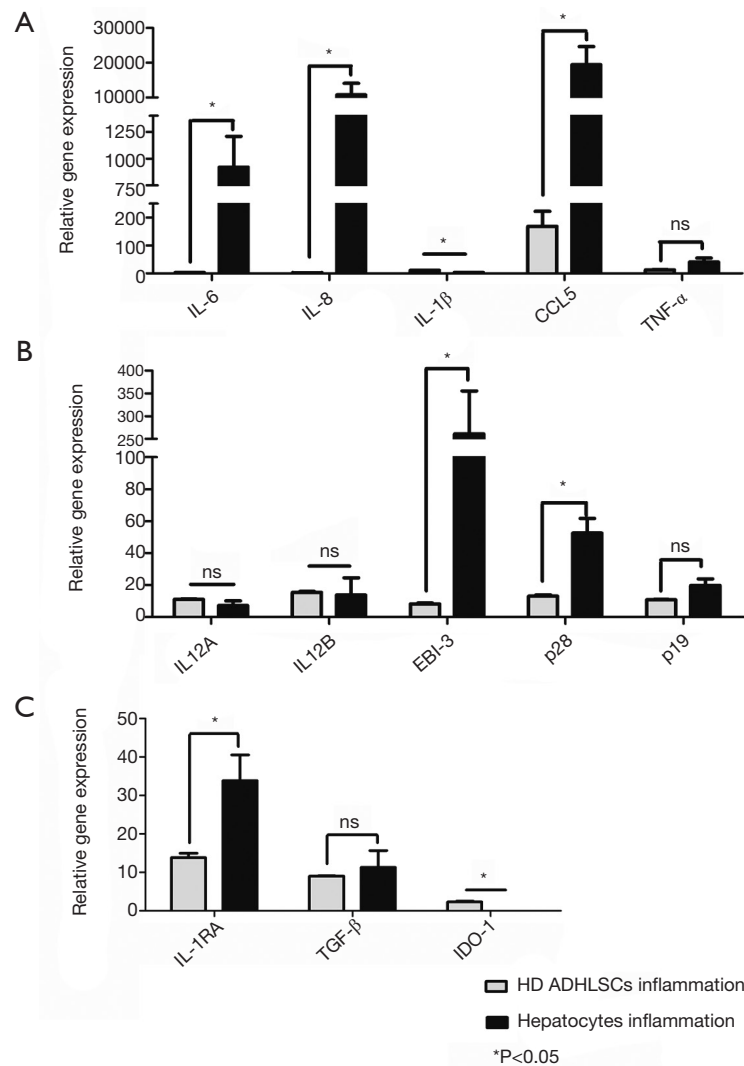 A
Relative gene expression
30000
20000
10000
1250
1000
750
200
100
0
*
*
*
*
ns
IL-6
IL-8
IL-1β
CCL5
TNF-α
B
Relative gene expression
400
350
300
250
100
80
60
40
20
0
ns
ns
*
*
ns
IL12A
IL12B
EBI-3
p28
p19
C
Relative gene expression
50
40
30
20
10
0
*
ns
*
IL-1RA
TGF-β
IDO-1
HD ADHLSCs inflammation
Hepatocytes inflammation
*P<0.05